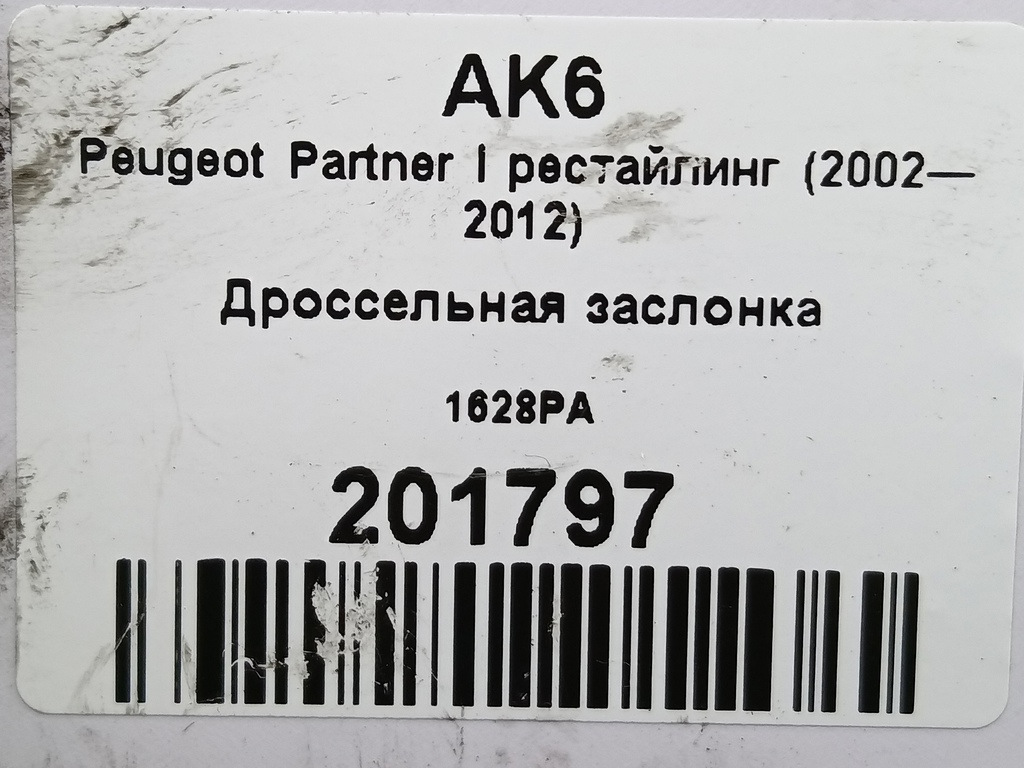 AK6
Peugeot Partner I рестайлинг (2002—
2012)
Дроссельная заслонка
1628PA
201797